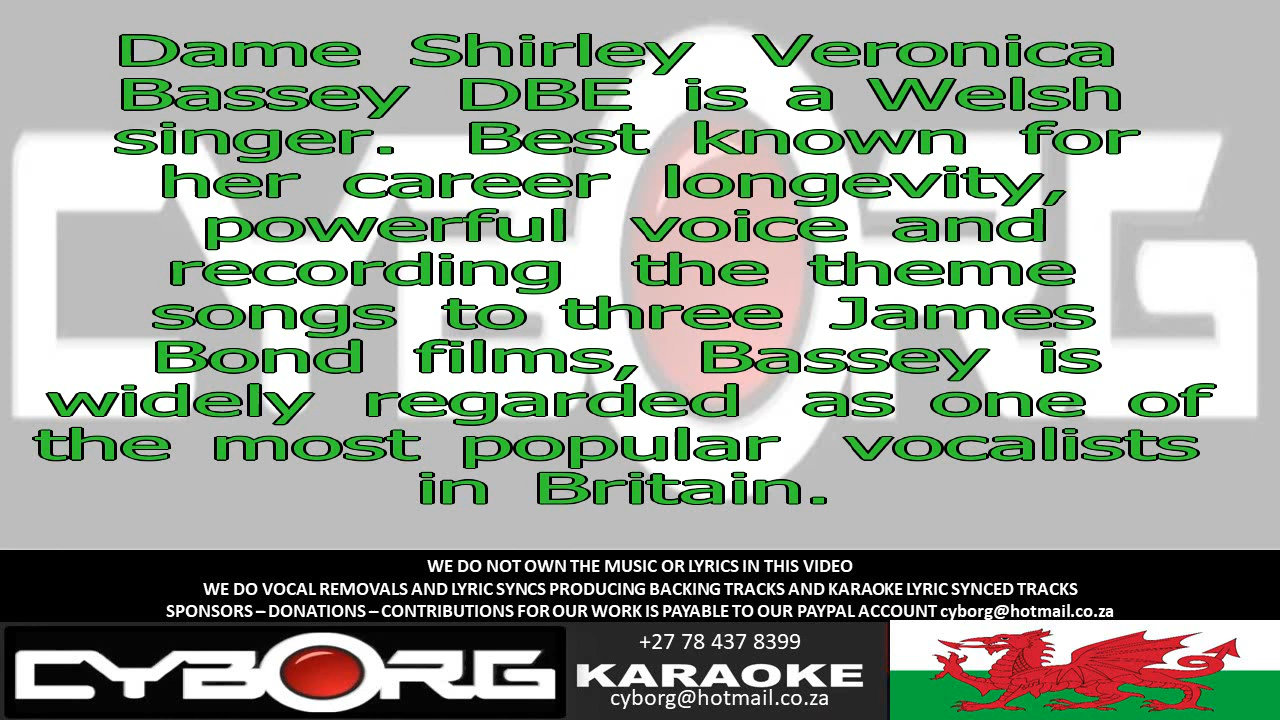 Dame Shirley Veronica
Bassey DBE is a Welsh
singer. Best known for
her career longevity,
powerful voice and
recording the theme
songs to three James
Bond films, Bassey is
widely regarded as one of
the most popular vocalists
in Britain.
CYBORG
WE DO NOT OWN THE MUSIC OR LYRICS IN THIS VIDEO
WE DO VOCAL REMOVALS AND LYRIC SYNCS PRODUCING BACKING TRACKS AND KARAOKE LYRIC SYNCED TRACKS
SPONSORS – DONATIONS – CONTRIBUTIONS FOR OUR WORK IS PAYABLE TO OUR PAYPAL ACCOUNT cyborg@hotmail.co.za
CYBORG
+27 78 437 8399
KARAOKE
cyborg@hotmail.co.za